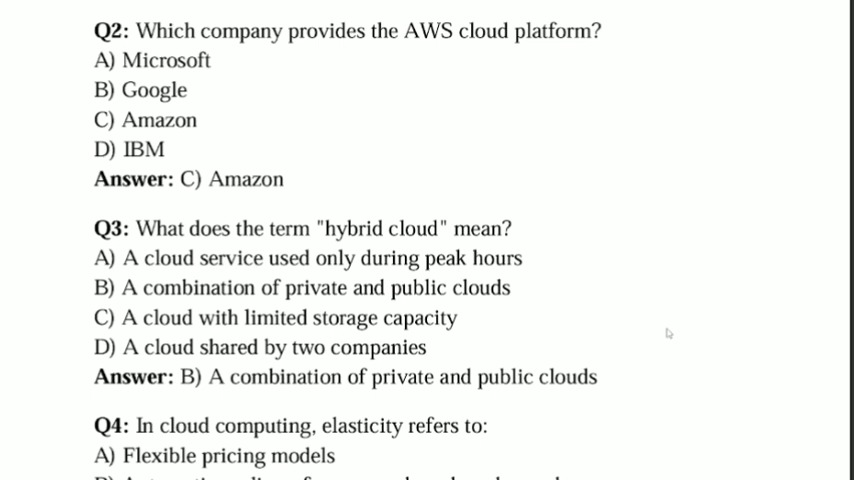 Q2: Which company provides the AWS cloud platform?
A) Microsoft
B) Google
C) Amazon
D) IBM
Answer: C) Amazon
Q3: What does the term "hybrid cloud" mean?
A) A cloud service used only during peak hours
B) A combination of private and public clouds
C) A cloud with limited storage capacity
D) A cloud shared by two companies
Answer: B) A combination of private and public clouds
Q4: In cloud computing, elasticity refers to:
A) Flexible pricing models